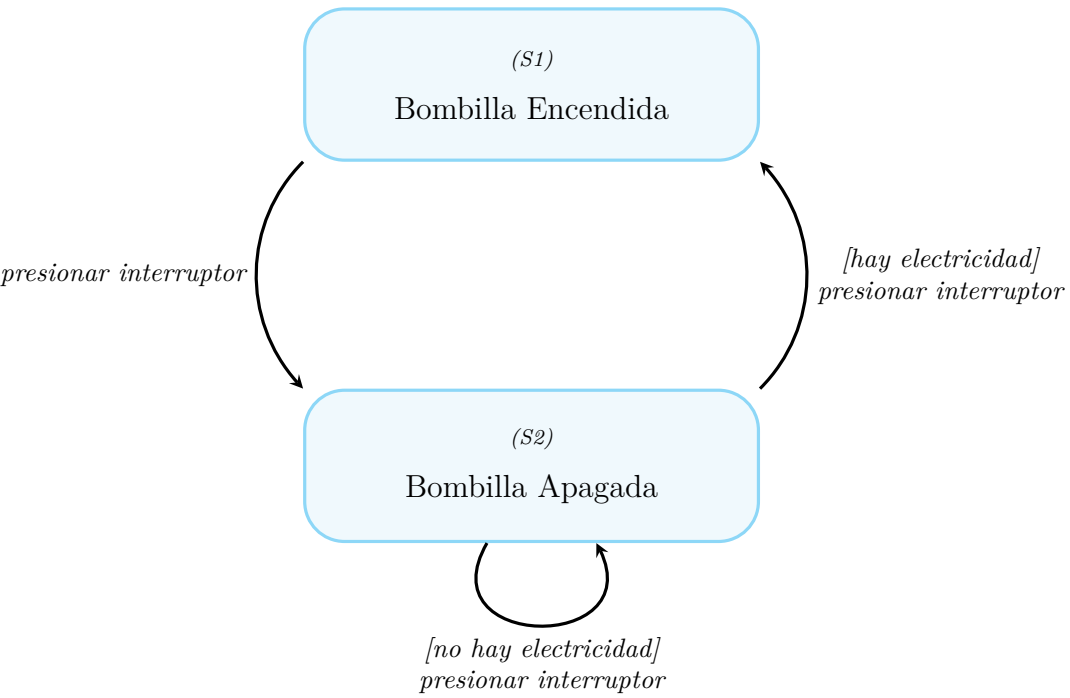 (S1)
Bombilla Encendida
presionar interruptor
[hay electricidad]
presionar interruptor
(S2)
Bombilla Apagada
[no hay electricidad]
presionar interruptor